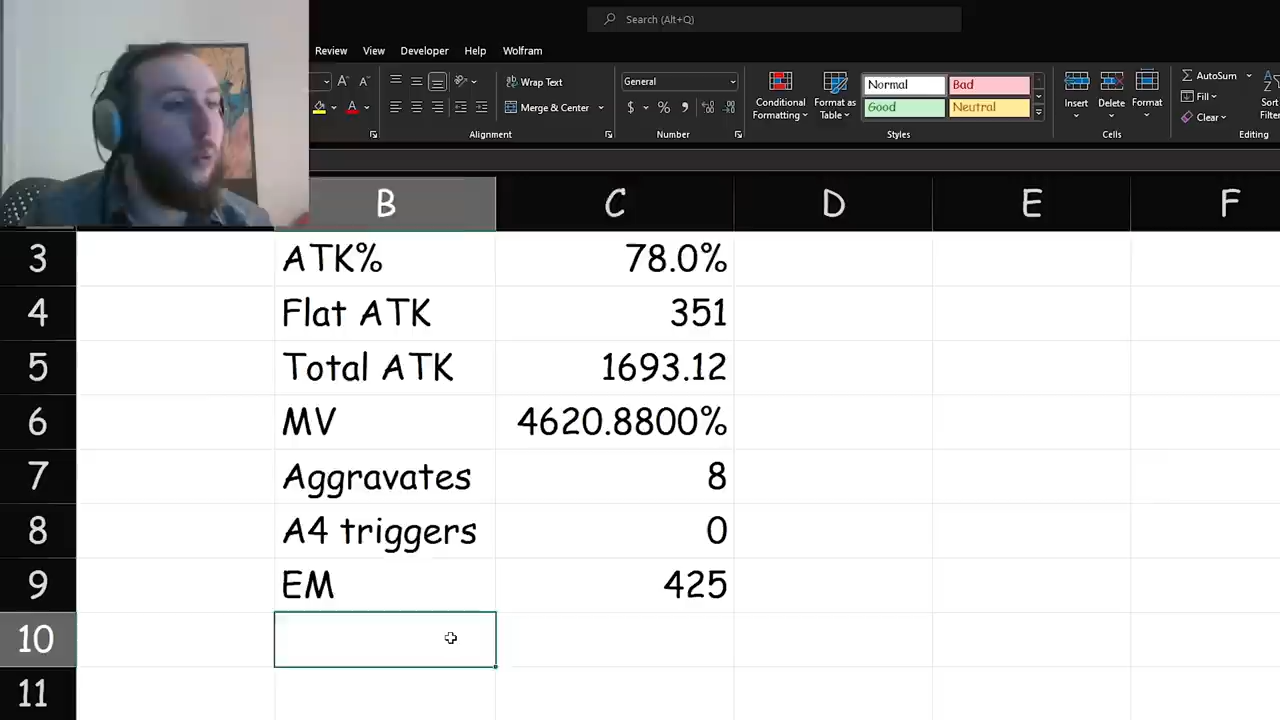 Search (Alt+Q)
Review View Developer Help Wolfram
Wrap Text
General
Conditional
Formatting
Format as
Table
Normal
Bad
Good
Neutral
Insert
Delete
Format
AutoSum
Fill
Clear
Sort
Filter
Merge & Center
Alignment
Number
Styles
Cells
Editing
B C D E F
3 ATK% 78.0%
4 Flat ATK 351
5 Total ATK 1693.12
6 MV 4620.8800%
7 Aggravates 8
8 A4 triggers 0
9 EM 425
10
11